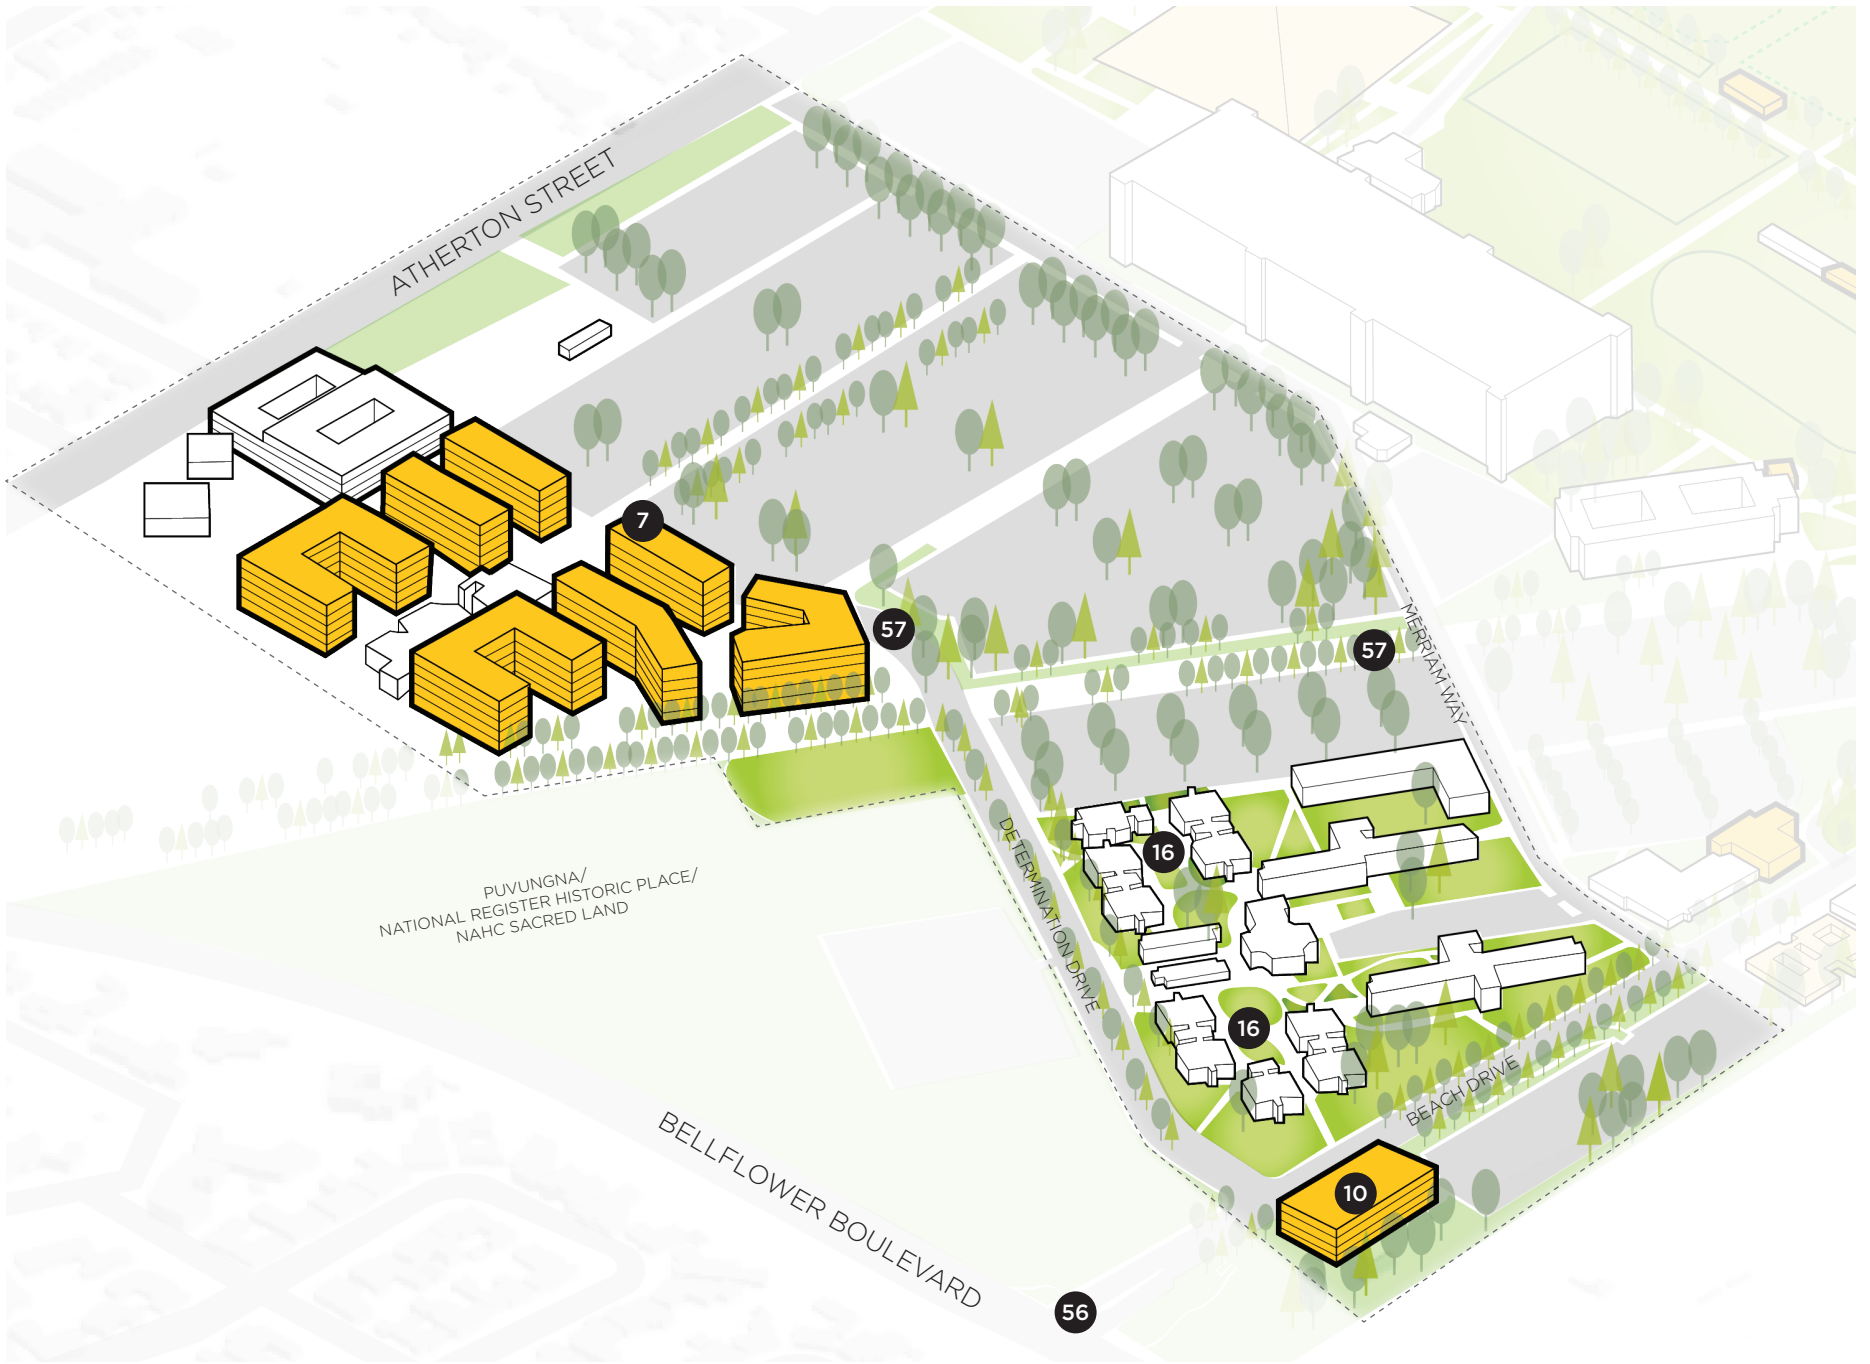 ATHERTON STREET
7
57
57
MERRIAM WAY
16
DETERMINATION DRIVE
PUVUNGNA/
NATIONAL REGISTER HISTORIC PLACE/
NAHC SACRED LAND
16
BEACH DRIVE
BELLFLOWER BOULEVARD
10
56